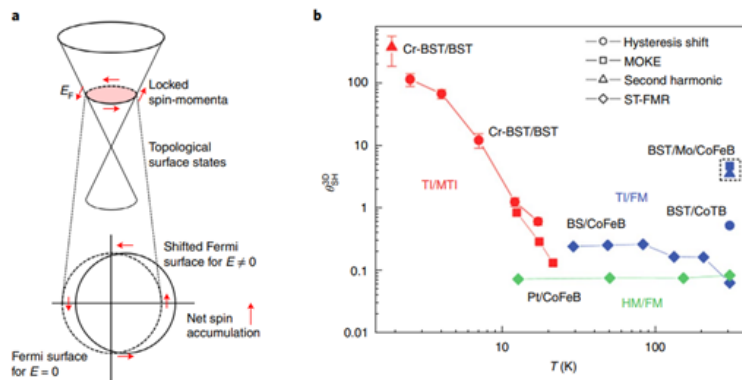 a
E_F
Locked
spin-momenta
Topological
surface states
Shifted Fermi
surface for E ≠ 0
Net spin
accumulation
Fermi surface
for E = 0
b
θ^3D_SH
100
10
1
0.1
0.01
10
100
T (K)
Hysteresis shift
MOKE
Second harmonic
ST-FMR
Cr-BST/BST
Cr-BST/BST
TI/MTI
BST/Mo/CoFeB
TI/FM
BST/CoTB
BS/CoFeB
Pt/CoFeB
HM/FM